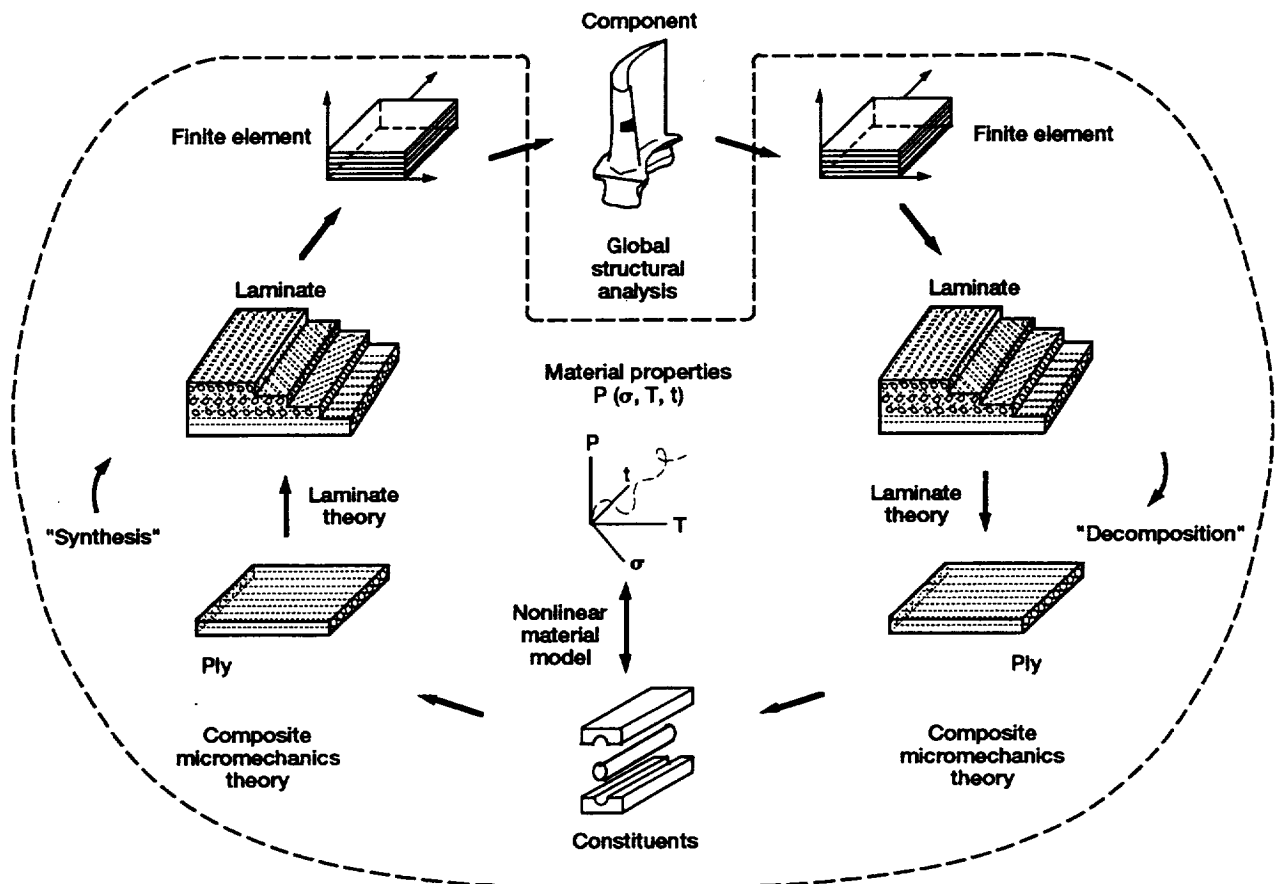 Component
Finite element
Finite element
Global
structural
analysis
Laminate
Laminate
Material properties
P (σ, T, t)
P
t
T
σ
Laminate
theory
Laminate
theory
"Synthesis"
"Decomposition"
Nonlinear
material
model
Ply
Ply
Composite
micromechanics
theory
Composite
micromechanics
theory
Constituents